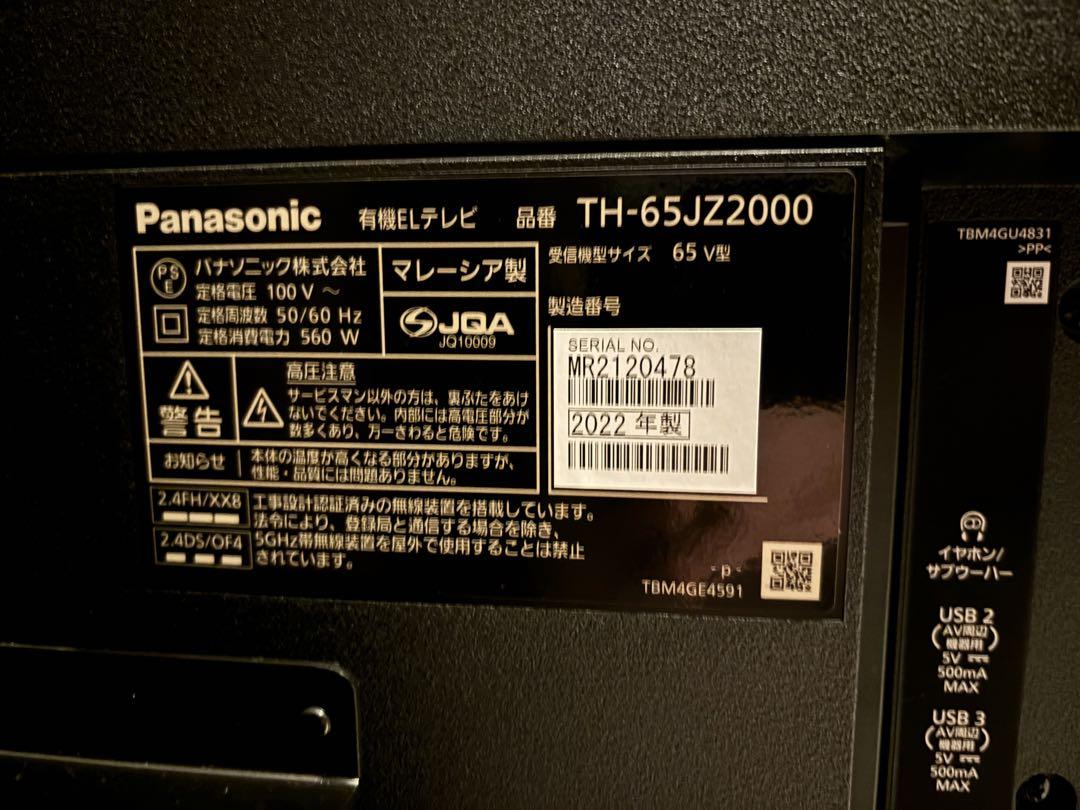 Panasonic 有機ELテレビ 品番 TH-65JZ2000
受信機型サイズ 65 V型
PSE
パナソニック株式会社
定格電圧 100 V ~
定格周波数 50/60 Hz
定格消費電力 560 W
マレーシア製
JQA
JQ10009
製造番号
SERIAL NO.
MR2120478
2022 年製
警告
高圧注意
サービスマン以外の方は、裏ぶたをあけ
ないでください。内部には高電圧部分が
数多くあり、万一さわると危険です。
お知らせ
本体の温度が高くなる部分がありますが、
性能・品質には問題ありません。
2.4FH/XX8
2.4DS/OF4
工事設計認証済みの無線装置を搭載しています。
法令により、登録局と通信する場合を除き、
5GHz帯無線装置を屋外で使用することは禁止
されています。
- p -
TBM4GE4591
TBM4GU4831
>PP<
イヤホン/
サブウーハー
USB 2
(AV周辺
機器用)
5V ⎓
500mA
MAX
USB 3
(AV周辺
機器用)
5V ⎓
500mA
MAX